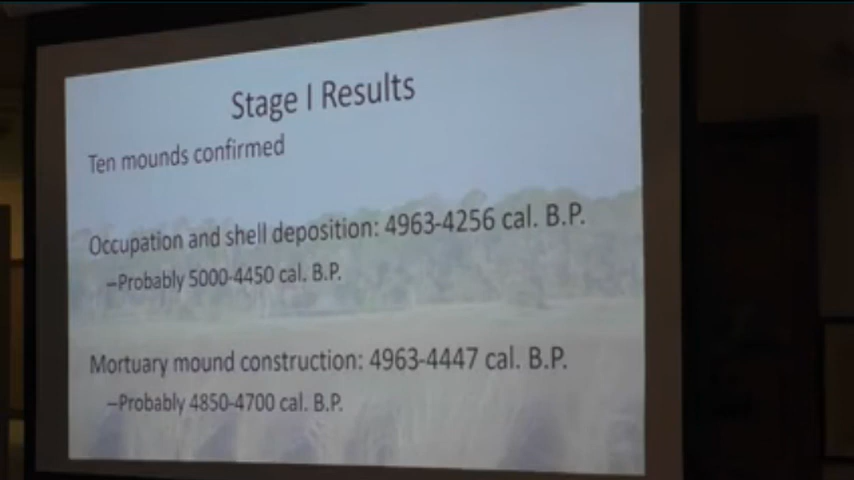 Stage I Results
Ten mounds confirmed
Occupation and shell deposition: 4963-4256 cal. B.P.
–Probably 5000-4450 cal. B.P.
Mortuary mound construction: 4963-4447 cal. B.P.
–Probably 4850-4700 cal. B.P.